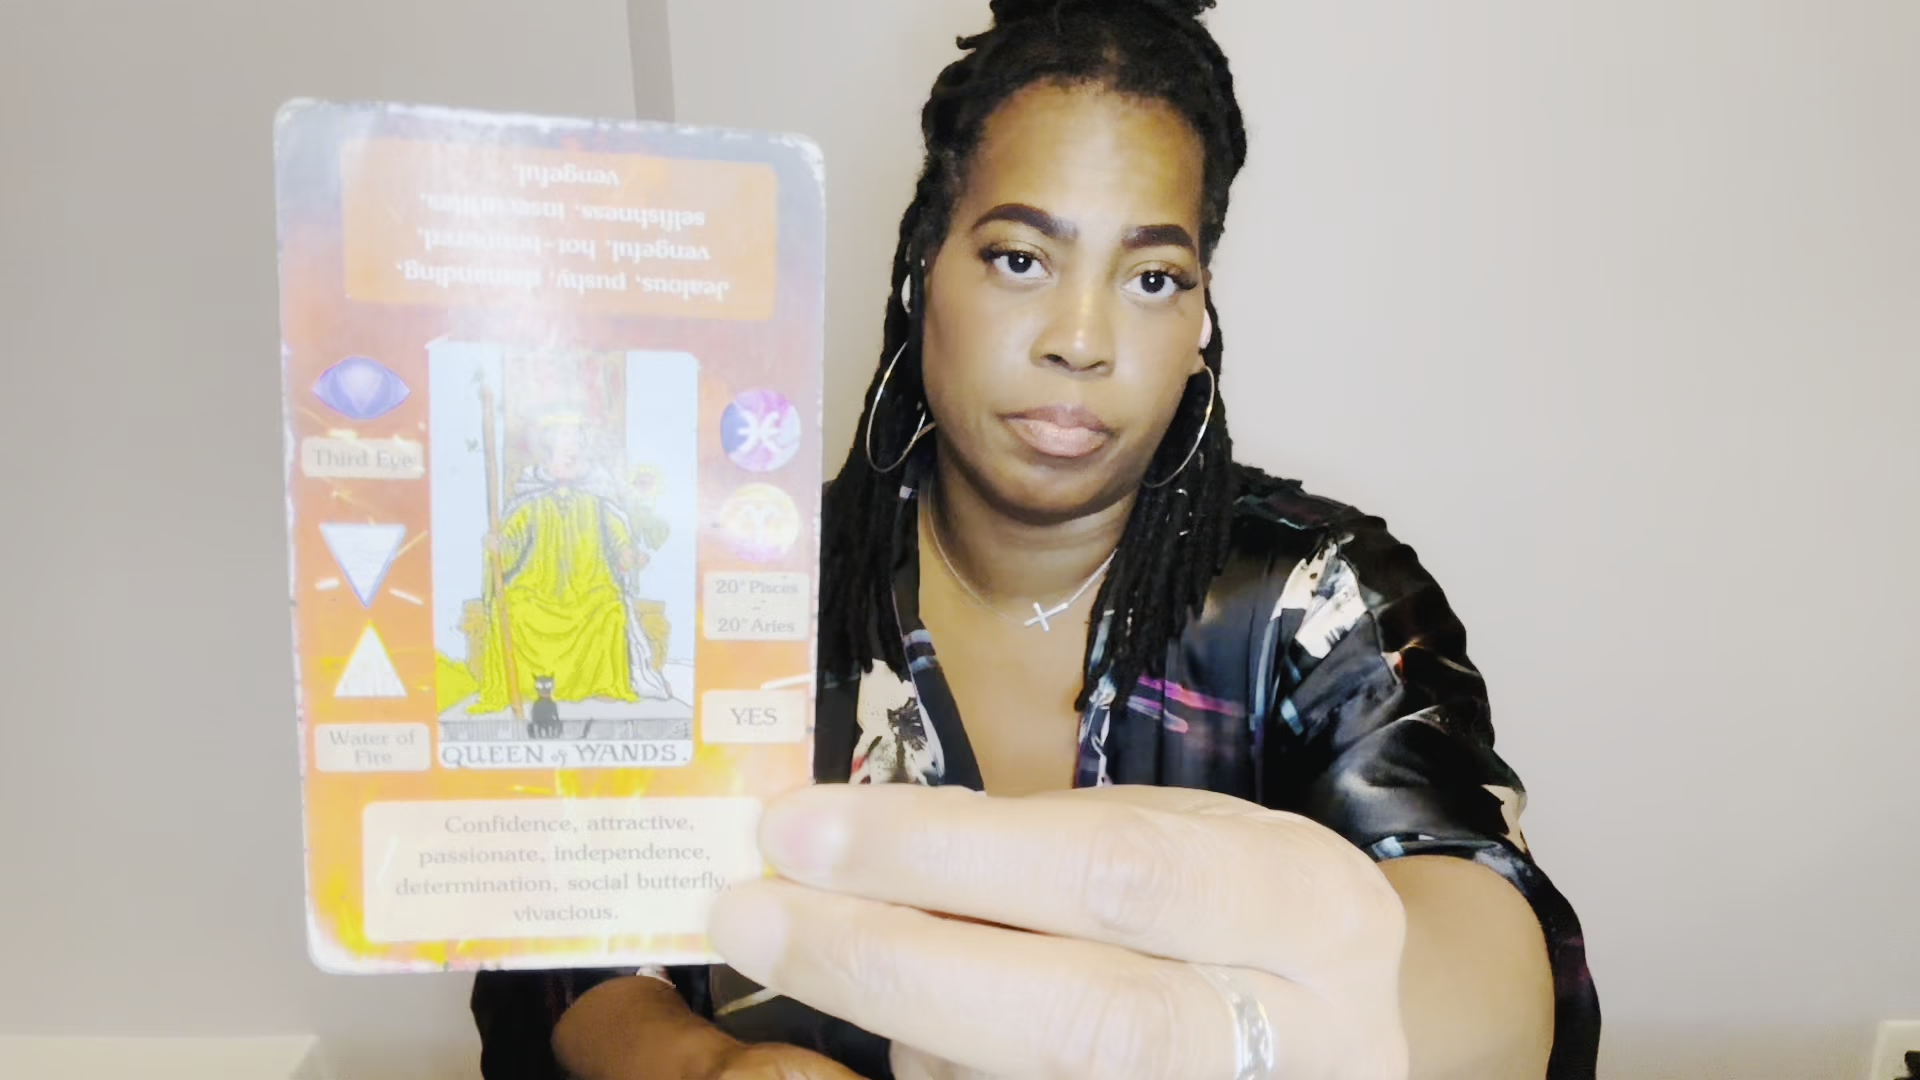 Jealous, pushy, demanding,
vengeful, hot-tempered,
selfishness, insecurities,
vengeful.
Third Eye
20° Pisces
-
20° Aries
YES
Water of
Fire
QUEEN of WANDS.
Confidence, attractive,
passionate, independence,
determination, social butterfly,
vivacious.